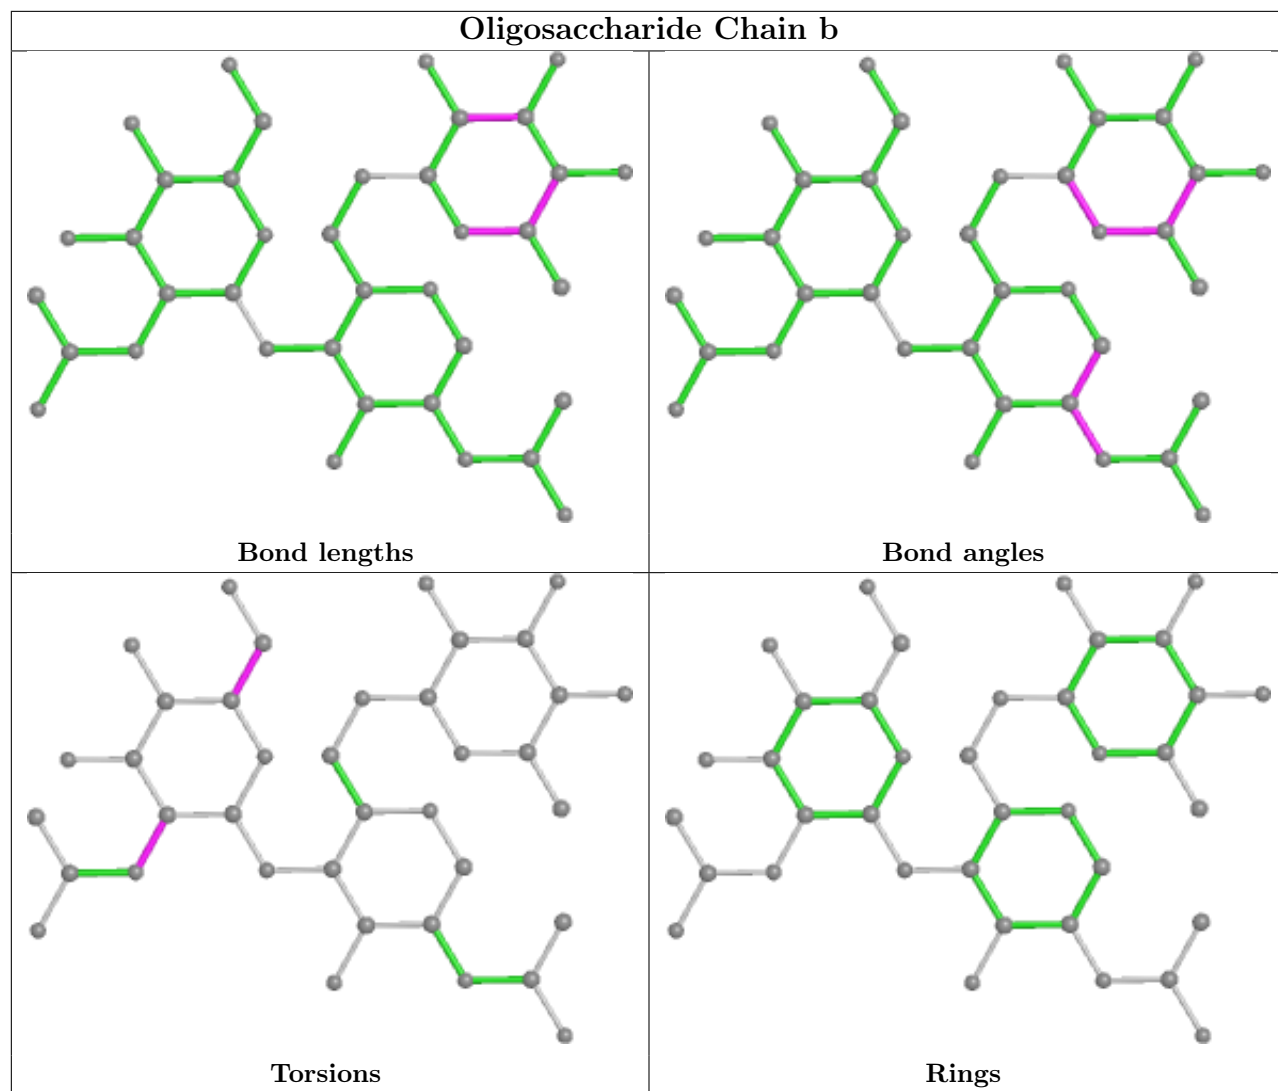 Oligosaccharide Chain b
Bond lengths
Bond angles
Torsions
Rings